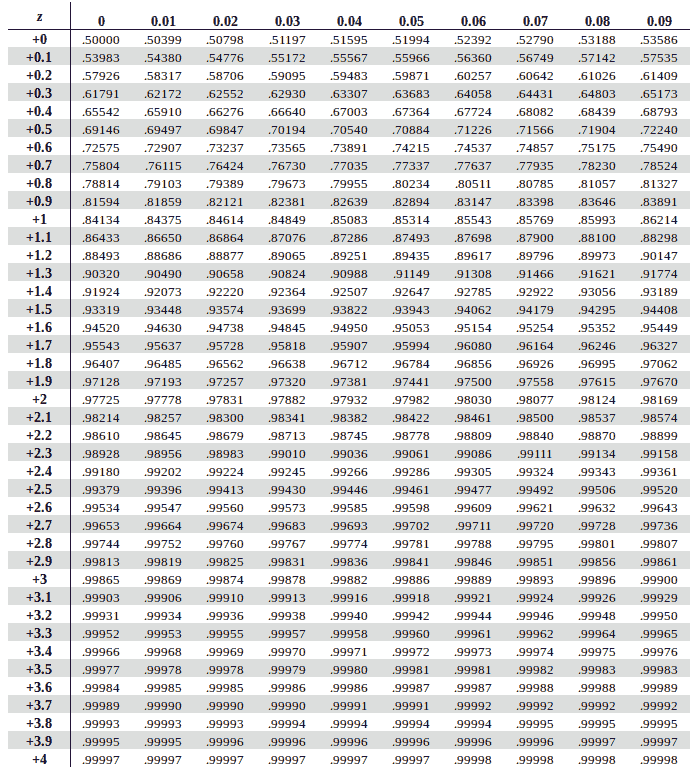 z 0 0.01 0.02 0.03 0.04 0.05 0.06 0.07 0.08 0.09
+0 .50000 .50399 .50798 .51197 .51595 .51994 .52392 .52790 .53188 .53586
+0.1 .53983 .54380 .54776 .55172 .55567 .55966 .56360 .56749 .57142 .57535
+0.2 .57926 .58317 .58706 .59095 .59483 .59871 .60257 .60642 .61026 .61409
+0.3 .61791 .62172 .62552 .62930 .63307 .63683 .64058 .64431 .64803 .65173
+0.4 .65542 .65910 .66276 .66640 .67003 .67364 .67724 .68082 .68439 .68793
+0.5 .69146 .69497 .69847 .70194 .70540 .70884 .71226 .71566 .71904 .72240
+0.6 .72575 .72907 .73237 .73565 .73891 .74215 .74537 .74857 .75175 .75490
+0.7 .75804 .76115 .76424 .76730 .77035 .77337 .77637 .77935 .78230 .78524
+0.8 .78814 .79103 .79389 .79673 .79955 .80234 .80511 .80785 .81057 .81327
+0.9 .81594 .81859 .82121 .82381 .82639 .82894 .83147 .83398 .83646 .83891
+1 .84134 .84375 .84614 .84849 .85083 .85314 .85543 .85769 .85993 .86214
+1.1 .86433 .86650 .86864 .87076 .87286 .87493 .87698 .87900 .88100 .88298
+1.2 .88493 .88686 .88877 .89065 .89251 .89435 .89617 .89796 .89973 .90147
+1.3 .90320 .90490 .90658 .90824 .90988 .91149 .91308 .91466 .91621 .91774
+1.4 .91924 .92073 .92220 .92364 .92507 .92647 .92785 .92922 .93056 .93189
+1.5 .93319 .93448 .93574 .93699 .93822 .93943 .94062 .94179 .94295 .94408
+1.6 .94520 .94630 .94738 .94845 .94950 .95053 .95154 .95254 .95352 .95449
+1.7 .95543 .95637 .95728 .95818 .95907 .95994 .96080 .96164 .96246 .96327
+1.8 .96407 .96485 .96562 .96638 .96712 .96784 .96856 .96926 .96995 .97062
+1.9 .97128 .97193 .97257 .97320 .97381 .97441 .97500 .97558 .97615 .97670
+2 .97725 .97778 .97831 .97882 .97932 .97982 .98030 .98077 .98124 .98169
+2.1 .98214 .98257 .98300 .98341 .98382 .98422 .98461 .98500 .98537 .98574
+2.2 .98610 .98645 .98679 .98713 .98745 .98778 .98809 .98840 .98870 .98899
+2.3 .98928 .98956 .98983 .99010 .99036 .99061 .99086 .99111 .99134 .99158
+2.4 .99180 .99202 .99224 .99245 .99266 .99286 .99305 .99324 .99343 .99361
+2.5 .99379 .99396 .99413 .99430 .99446 .99461 .99477 .99492 .99506 .99520
+2.6 .99534 .99547 .99560 .99573 .99585 .99598 .99609 .99621 .99632 .99643
+2.7 .99653 .99664 .99674 .99683 .99693 .99702 .99711 .99720 .99728 .99736
+2.8 .99744 .99752 .99760 .99767 .99774 .99781 .99788 .99795 .99801 .99807
+2.9 .99813 .99819 .99825 .99831 .99836 .99841 .99846 .99851 .99856 .99861
+3 .99865 .99869 .99874 .99878 .99882 .99886 .99889 .99893 .99896 .99900
+3.1 .99903 .99906 .99910 .99913 .99916 .99918 .99921 .99924 .99926 .99929
+3.2 .99931 .99934 .99936 .99938 .99940 .99942 .99944 .99946 .99948 .99950
+3.3 .99952 .99953 .99955 .99957 .99958 .99960 .99961 .99962 .99964 .99965
+3.4 .99966 .99968 .99969 .99970 .99971 .99972 .99973 .99974 .99975 .99976
+3.5 .99977 .99978 .99978 .99979 .99980 .99981 .99981 .99982 .99983 .99983
+3.6 .99984 .99985 .99985 .99986 .99986 .99987 .99987 .99988 .99988 .99989
+3.7 .99989 .99990 .99990 .99990 .99991 .99991 .99992 .99992 .99992 .99992
+3.8 .99993 .99993 .99993 .99994 .99994 .99994 .99994 .99995 .99995 .99995
+3.9 .99995 .99995 .99996 .99996 .99996 .99996 .99996 .99996 .99997 .99997
+4 .99997 .99997 .99997 .99997 .99997 .99997 .99998 .99998 .99998 .99998